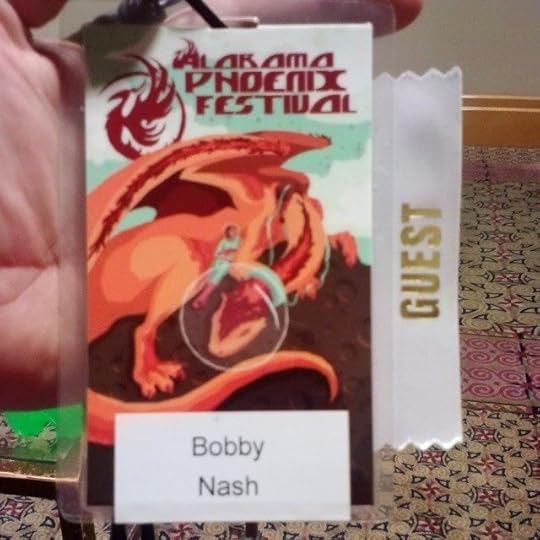 ALABAMA
PHOENIX
FESTIVAL
GUEST
Bobby
Nash